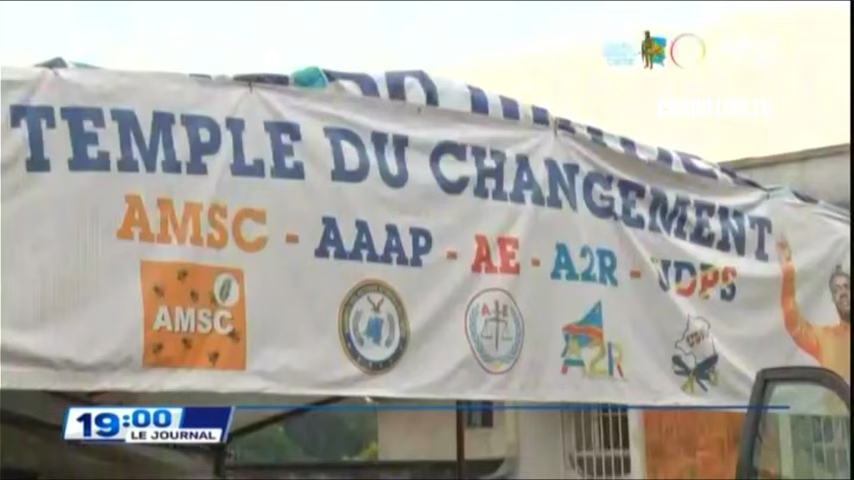 TEMPLE DU CHANGEMENT
AMSC - AAAP - AE - A2R - UDPS
AMSC
A E
A2R
19:00
LE JOURNAL